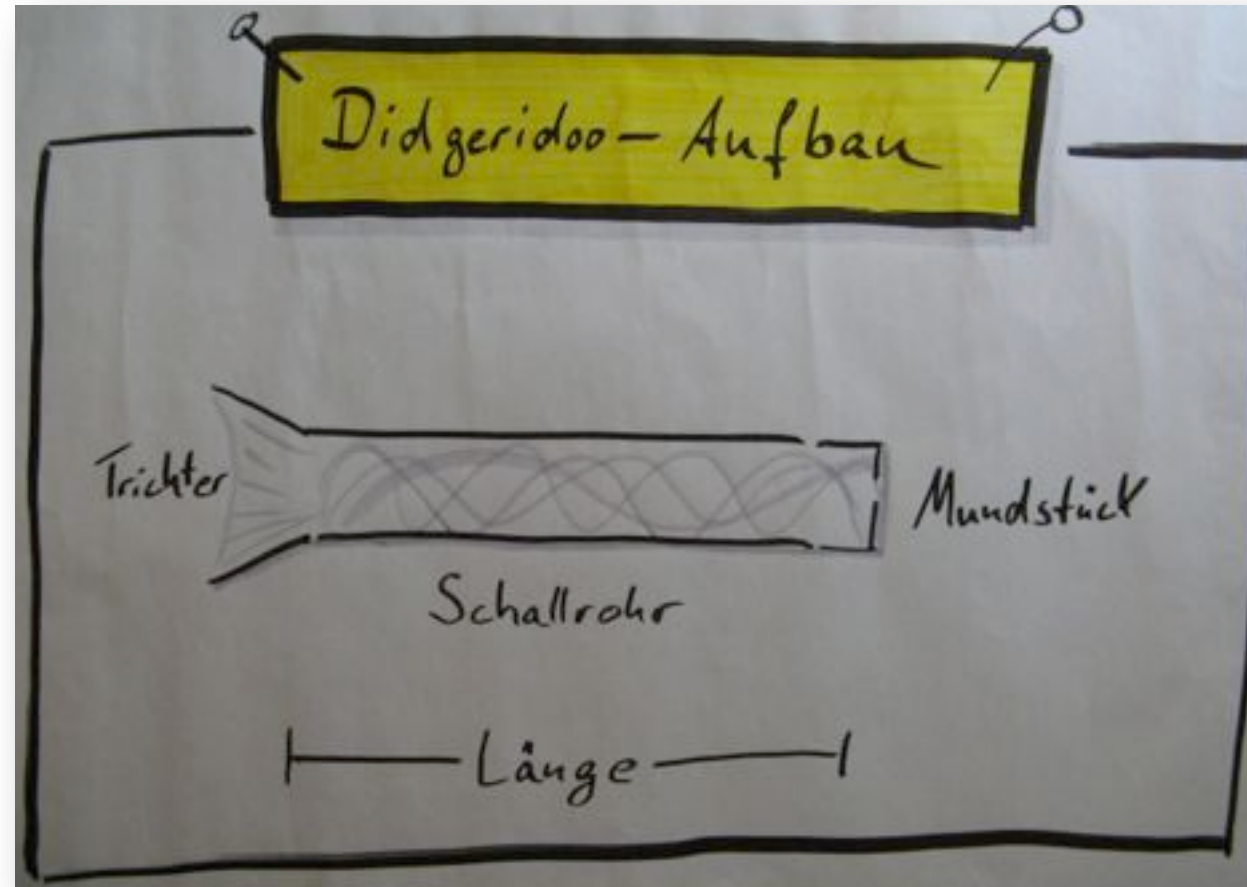 Didgeridoo - Aufbau
Trichter
Mundstück
Schallrohr
Länge